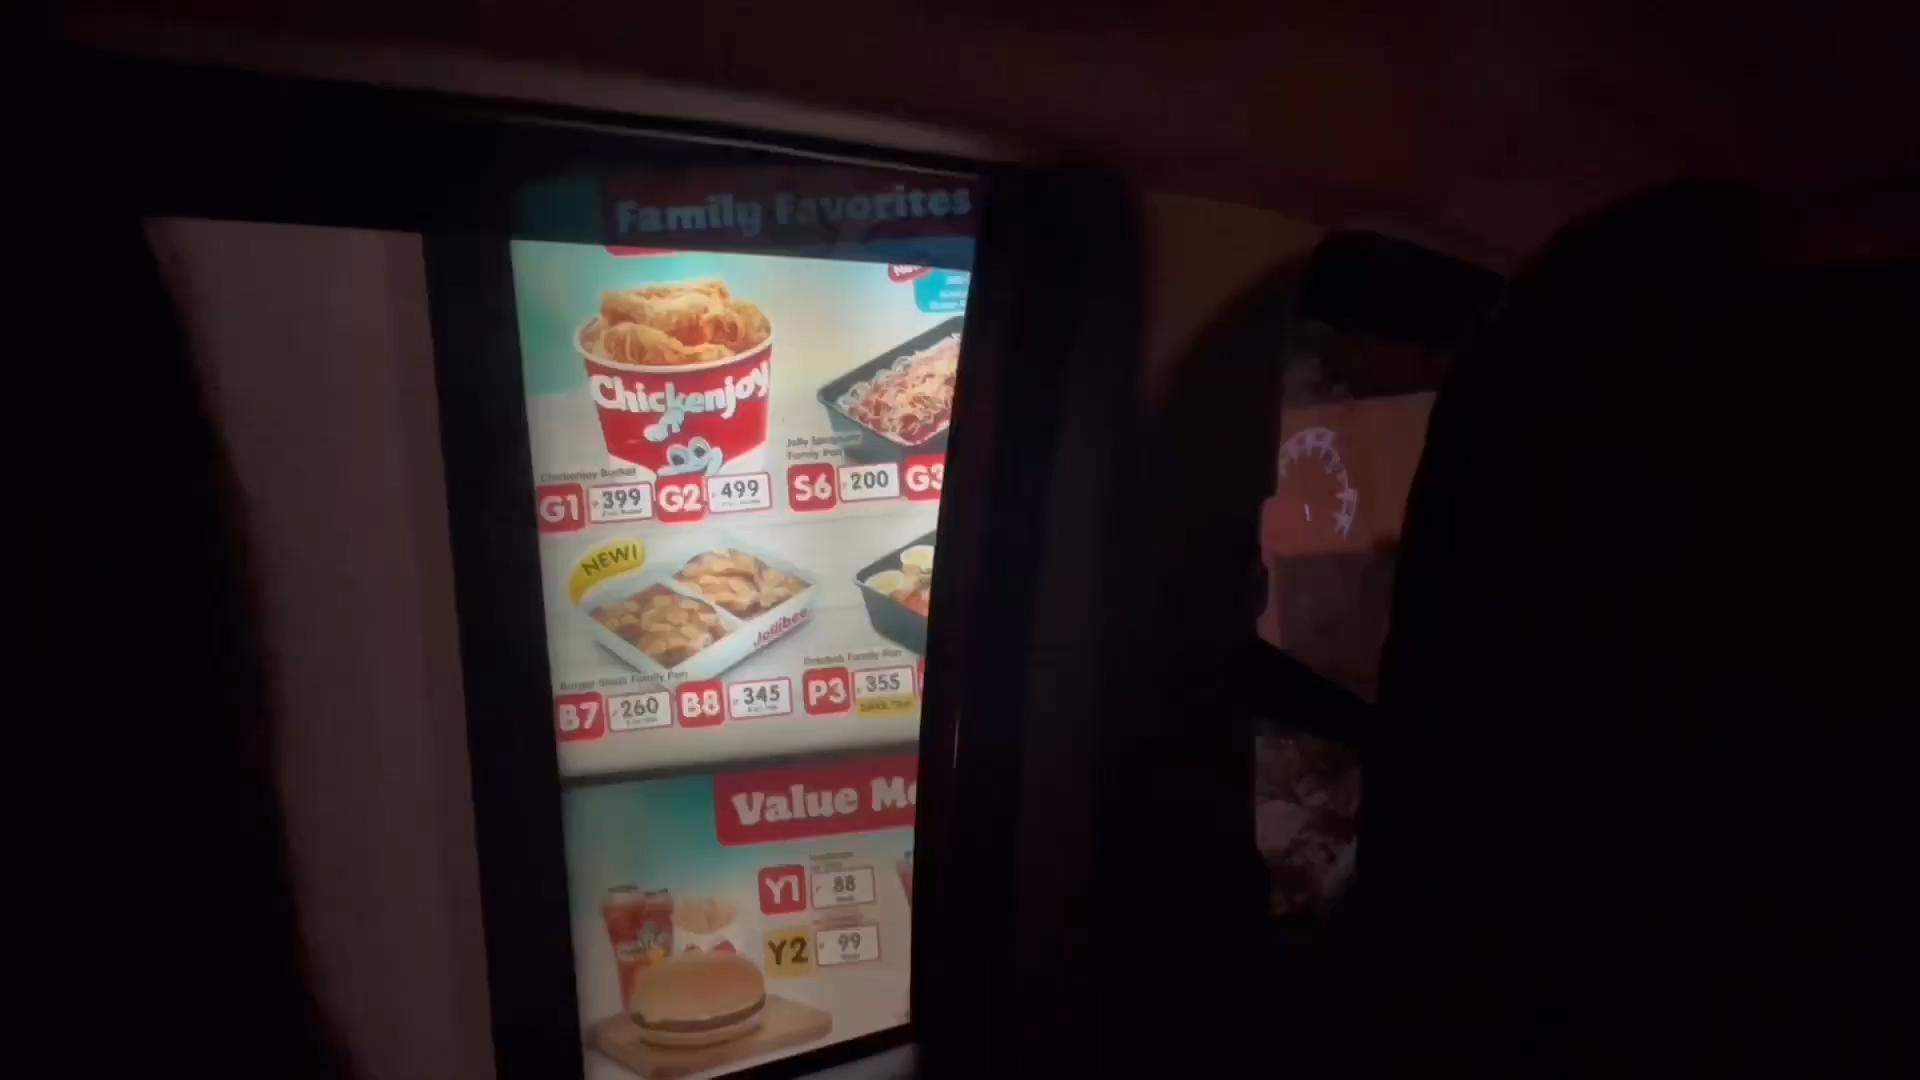 Family Favorites
New
Chickenjoy
Jolly Spaghetti
Family Pan
Chickenjoy Bucket
G1 399 G2 499 S6 200 G3
NEW!
Jollibee
Palabok Family Pan
Burger Steak Family Pan
B7 260 B8 345 P3 355
Value Me
Y1 88
Y2 99